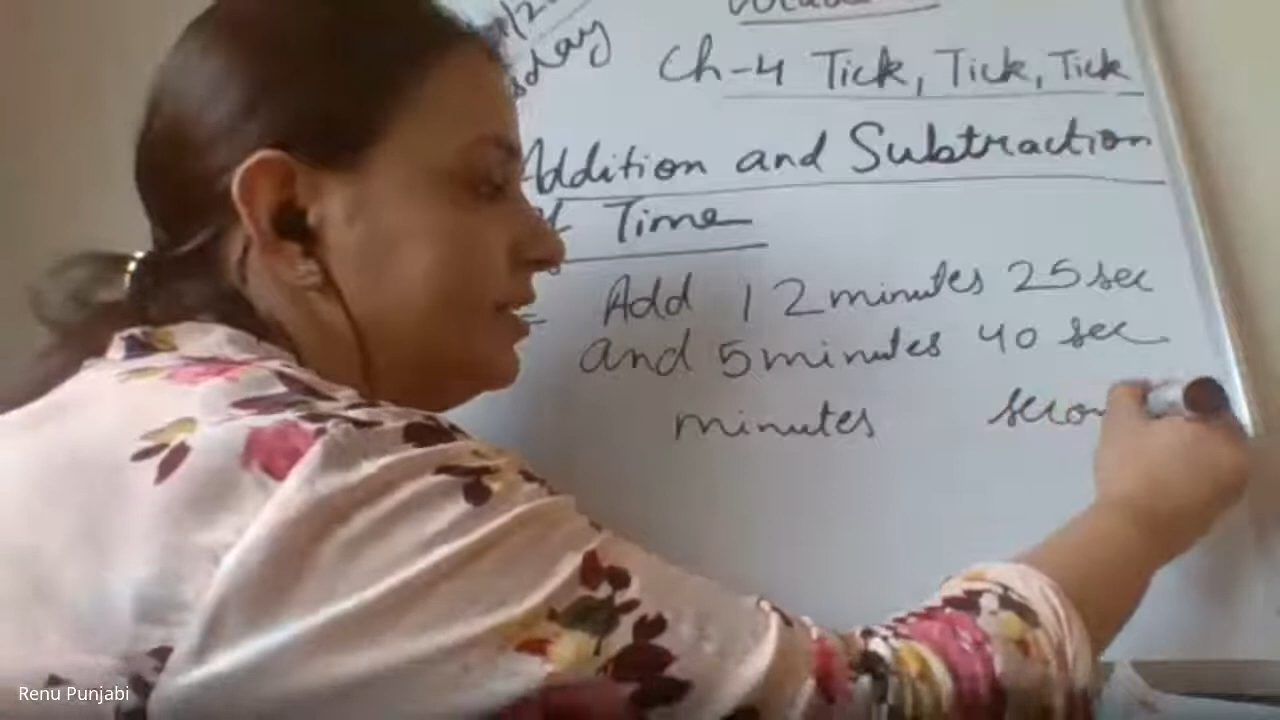 Ch-4 Tick, Tick, Tick
Addition and Subtraction
Time
Add 12 minutes 25 sec
and 5 minutes 40 sec
minutes
Renu Punjabi